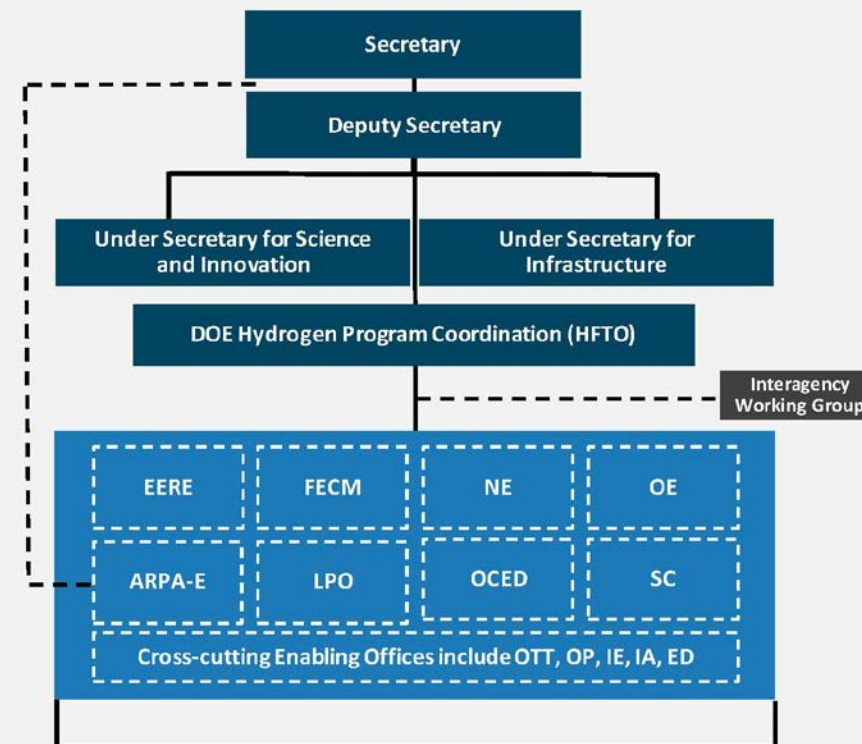 Secretary
Deputy Secretary
Under Secretary for Science
and Innovation
Under Secretary for
Infrastructure
DOE Hydrogen Program Coordination (HFTO)
Interagency
Working Group
EERE
FECM
NE
OE
ARPA-E
LPO
OCED
SC
Cross-cutting Enabling Offices include OTT, OP, IE, IA, ED